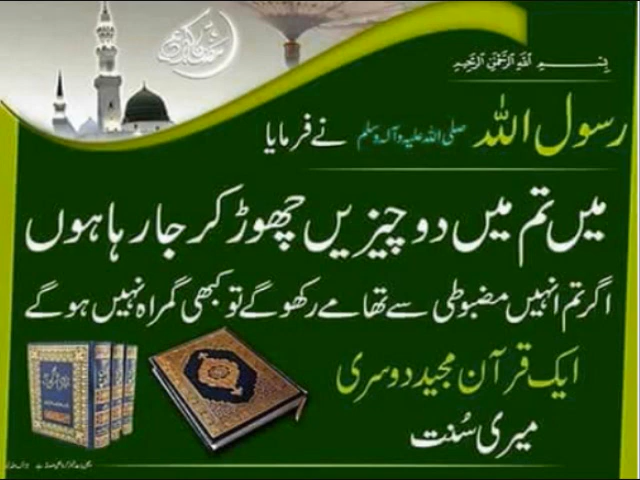 بِسْمِ اللّٰہِ الرَّحْمٰنِ الرَّحِیْمِ
رسول اللہ صلی اللہ علیہ وآلہ وسلم نے فرمایا
میں تم میں دو چیزیں چھوڑ کر جا رہا ہوں
اگر تم انہیں مضبوطی سے تھامے رکھو گے تو کبھی گمراہ نہیں ہو گے
ایک قرآن مجید دوسری
میری سُنت